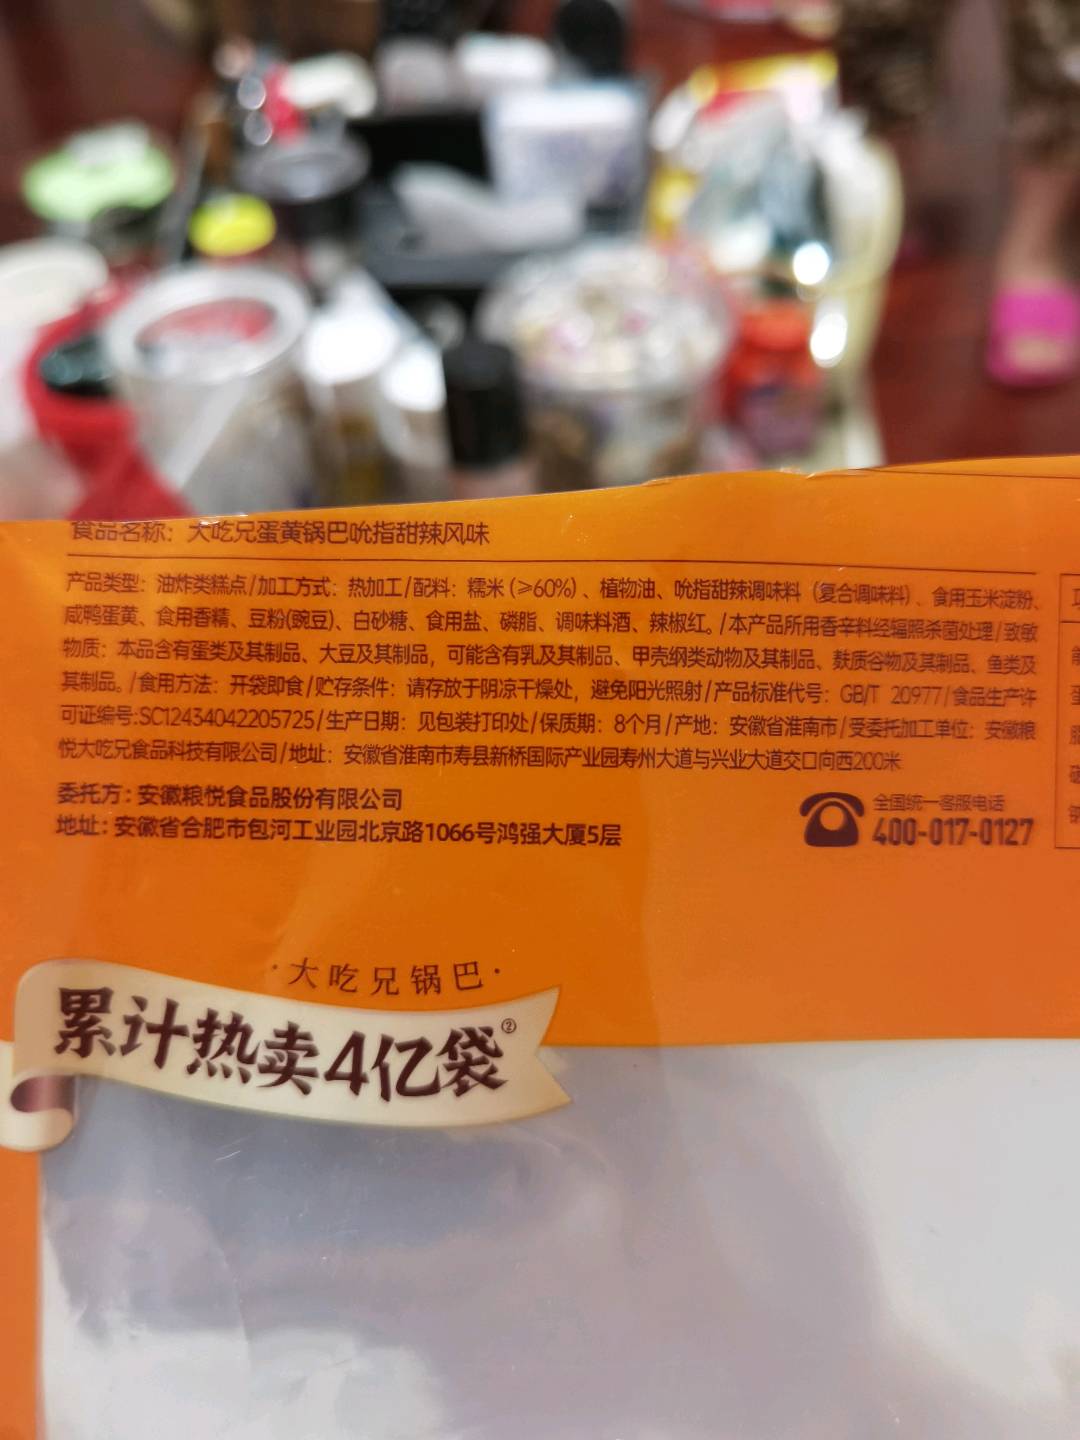 食品名称：大吃兄蛋黄锅巴吮指甜辣风味
产品类型：油炸类糕点/加工方式：热加工/配料：糯米(≥60%)、植物油、吮指甜辣调味料（复合调味料）、食用玉米淀粉、
咸鸭蛋黄、食用香精、豆粉(豌豆)、白砂糖、食用盐、磷脂、调味料酒、辣椒红。/本产品所用香辛料经辐照杀菌处理/致敏
物质：本品含有蛋类及其制品、大豆及其制品，可能含有乳及其制品、甲壳纲类动物及其制品、麸质谷物及其制品、鱼类及
其制品。/食用方法：开袋即食/贮存条件：请存放于阴凉干燥处，避免阳光照射/产品标准代号：GB/T 20977/食品生产许
可证编号:SC12434042205725/生产日期：见包装打印处/保质期：8个月/产地：安徽省淮南市/受委托加工单位：安徽粮
悦大吃兄食品科技有限公司/地址：安徽省淮南市寿县新桥国际产业园寿州大道与兴业大道交口向西200米
委托方：安徽粮悦食品股份有限公司
地址：安徽省合肥市包河工业园北京路1066号鸿强大厦5层
全国统一客服电话
400-017-0127
·大吃兄锅巴·
累计热卖4亿袋②